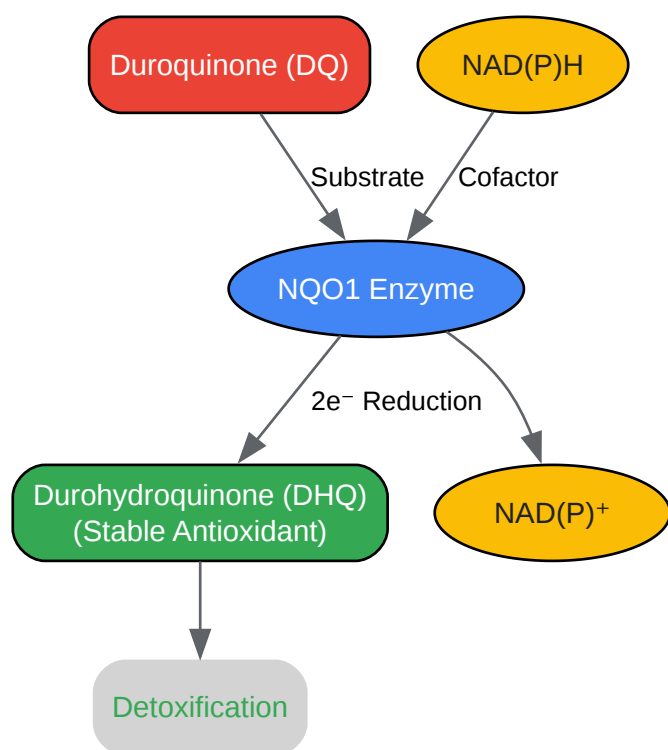 Duroquinone (DQ)
NAD(P)H
Substrate
Cofactor
NQO1 Enzyme
2e⁻ Reduction
Durohydroquinone (DHQ)
(Stable Antioxidant)
NAD(P)⁺
Detoxification